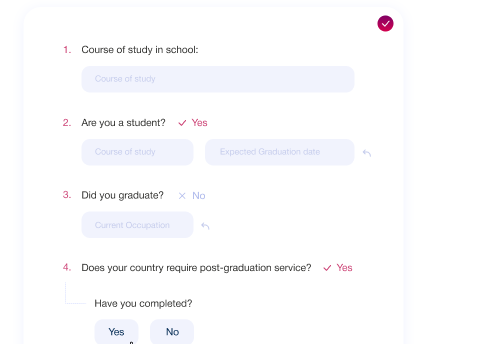 1. Course of study in school:
Course of study
2. Are you a student? Yes
Course of study Expected Graduation date
3. Did you graduate? No
Current Occupation
4. Does your country require post-graduation service? Yes
Have you completed?
Yes No